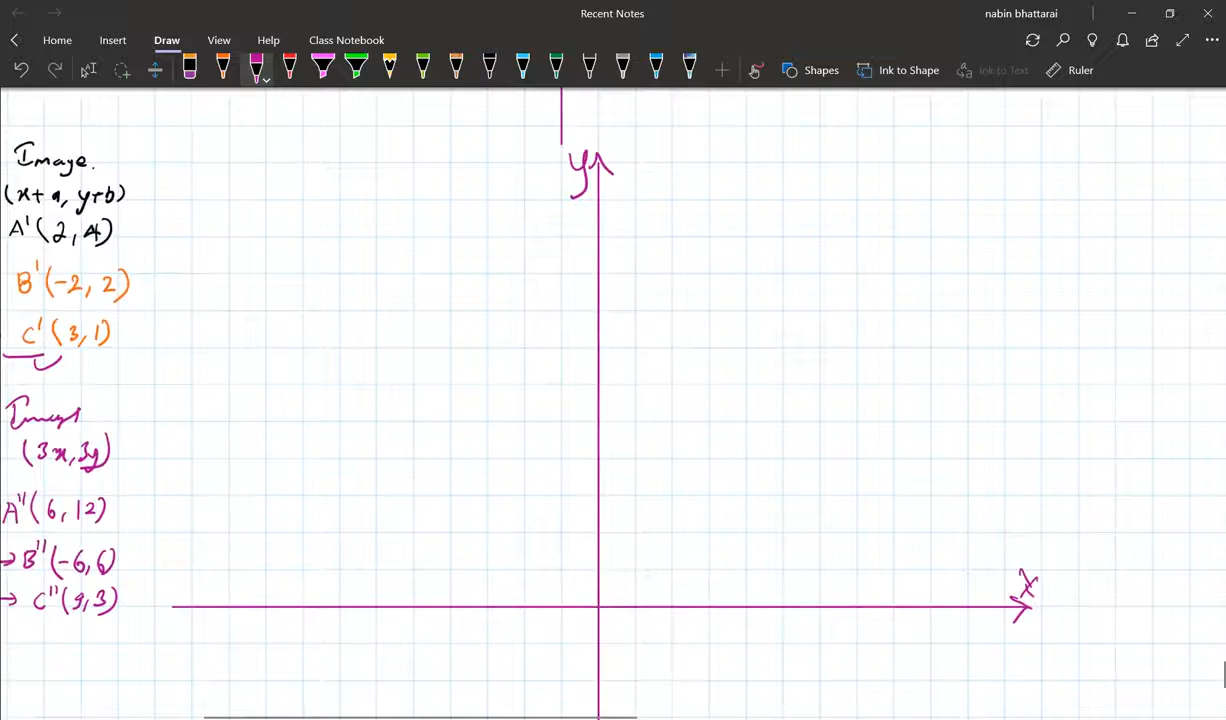 Recent Notes
nabin bhattarai
Home Insert Draw View Help Class Notebook
Shapes Ink to Shape Ink to Text Ruler
Image.
(x+a, y+b)
A'(2,4)
B'(-2, 2)
C'(3,1)
Image
(3x,3y)
A''(6,12)
→B''(-6,6)
→ C''(9,3)
y
x